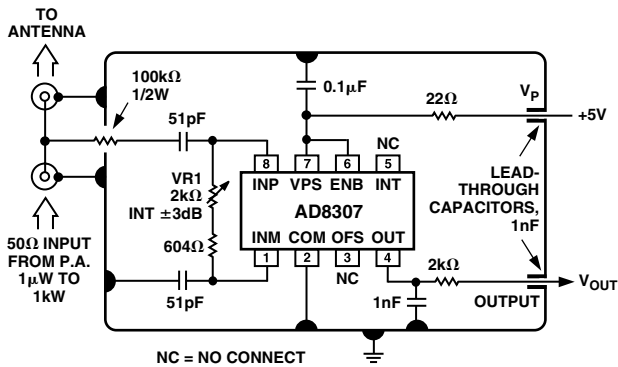 TO
ANTENNA
100kΩ
1/2W
51pF
0.1µF
22Ω
VP
+5V
NC
8
7
6
5
INP
VPS
ENB
INT
VR1
2kΩ
INT ±3dB
AD8307
LEAD-
THROUGH
CAPACITORS,
1nF
604Ω
INM
COM
OFS
OUT
1
2
3
4
NC
50Ω INPUT
FROM P.A.
1µW TO
1kW
51pF
2kΩ
1nF
OUTPUT
VOUT
NC = NO CONNECT